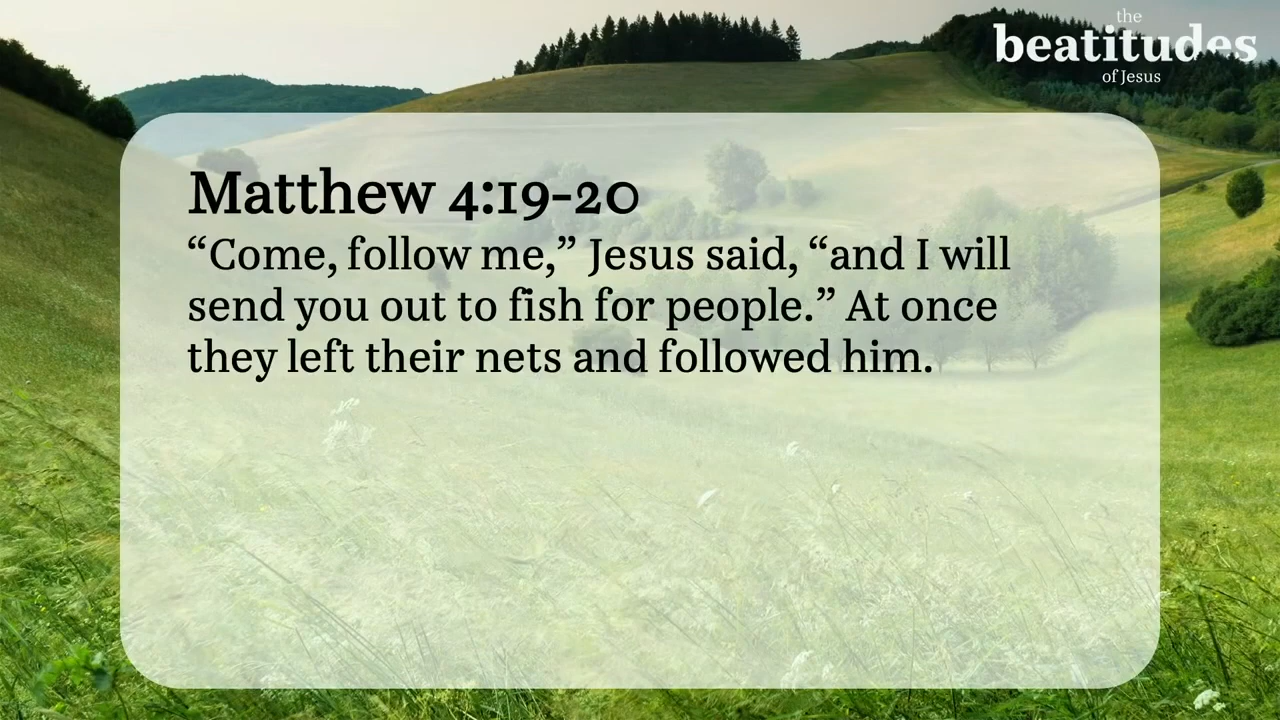 the
beatitudes
of Jesus
Matthew 4:19-20
“Come, follow me,” Jesus said, “and I will
send you out to fish for people.” At once
they left their nets and followed him.